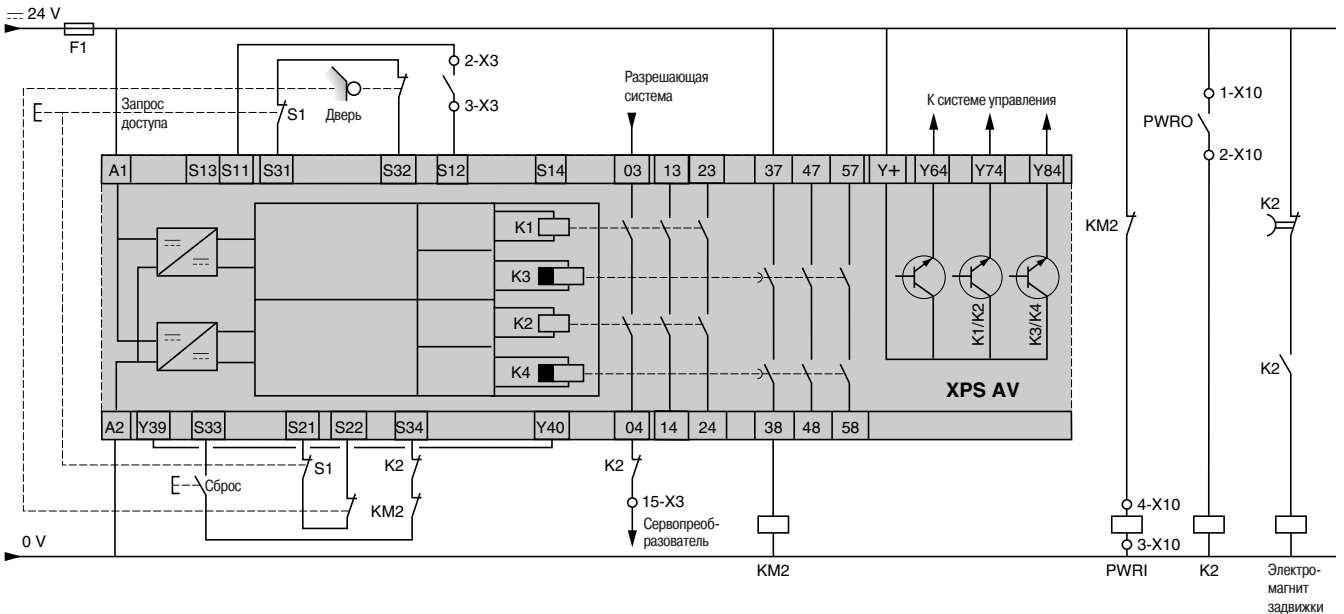 24 V
F1
2-X3
3-X3
Запрос
доступа
S1
Дверь
Разрешающая
система
К системе управления
1-X10
PWRO
2-X10
A1 S13 S11 S31 S32 S12 S14 03 13 23 37 47 57 Y+ Y64 Y74 Y84
KM2
K2
K1
K3
K2
K4
K1/K2
K3/K4
K2
XPS AV
A2 Y39 S33 S21 S22 S34 Y40 04 14 24 38 48 58
S1
K2
K2
Сброс
KM2
15-X3
4-X10
Сервопреоб-
разователь
0 V
3-X10
KM2
PWRI
K2
Электро-
магнит
задвижки